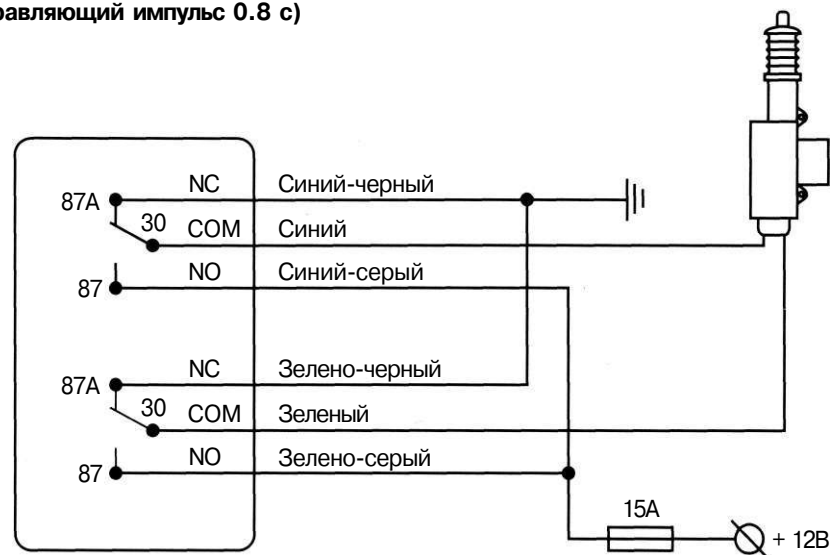 равляющий импульс 0.8 с)
87A NC Синий-черный
30 COM Синий
87 NO Синий-серый
87A NC Зелено-черный
30 COM Зеленый
87 NO Зелено-серый
15A
+ 12В